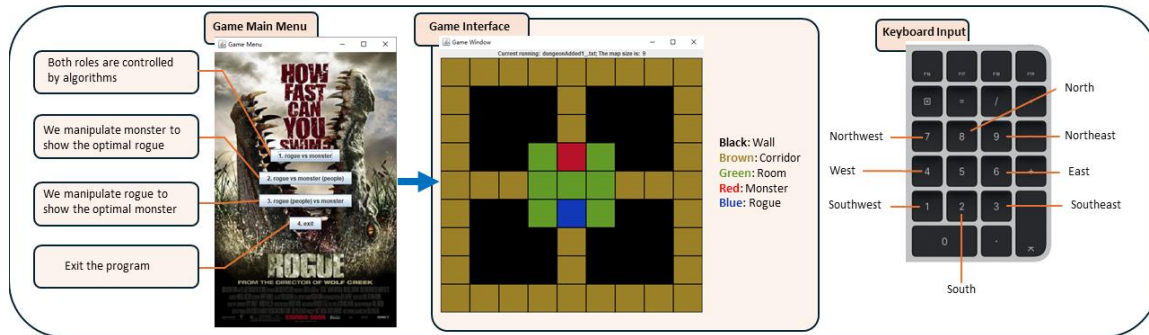 Game Main Menu
Game Menu
Both roles are controlled
by algorithms
We manipulate monster to
show the optimal rogue
We manipulate rogue to
show the optimal monster
Exit the program
HOW
FAST
CAN
YOU
SWIM?
1. rogue vs monster
2. rogue vs monster (people)
3. rogue (people) vs monster
4. exit
ROGUE
FROM THE DIRECTOR OF WOLF CREEK
Game Interface
Game Window
Current running: dungeonAdded1_.txt; The map size is: 9
Black: Wall
Brown: Corridor
Green: Room
Red: Monster
Blue: Rogue
Keyboard Input
North
Northwest
Northeast
West
East
Southwest
Southeast
South
= /
7 8 9
4 5 6 +
1 2 3
0 .